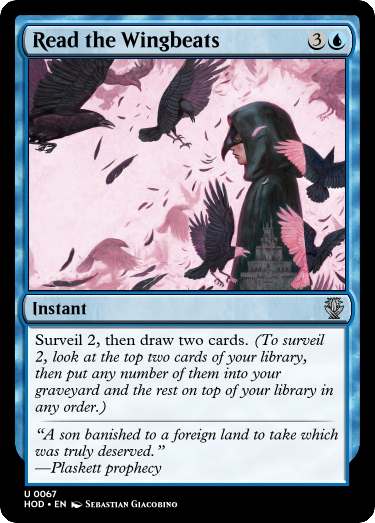 Read the Wingbeats 3
Instant
Surveil 2, then draw two cards. (To surveil
2, look at the top two cards of your library,
then put any number of them into your
graveyard and the rest on top of your library in
any order.)
“A son banished to a foreign land to take which
was truly deserved.”
—Plaskett prophecy
U 0067
HOD • EN Sebastian Giacobino